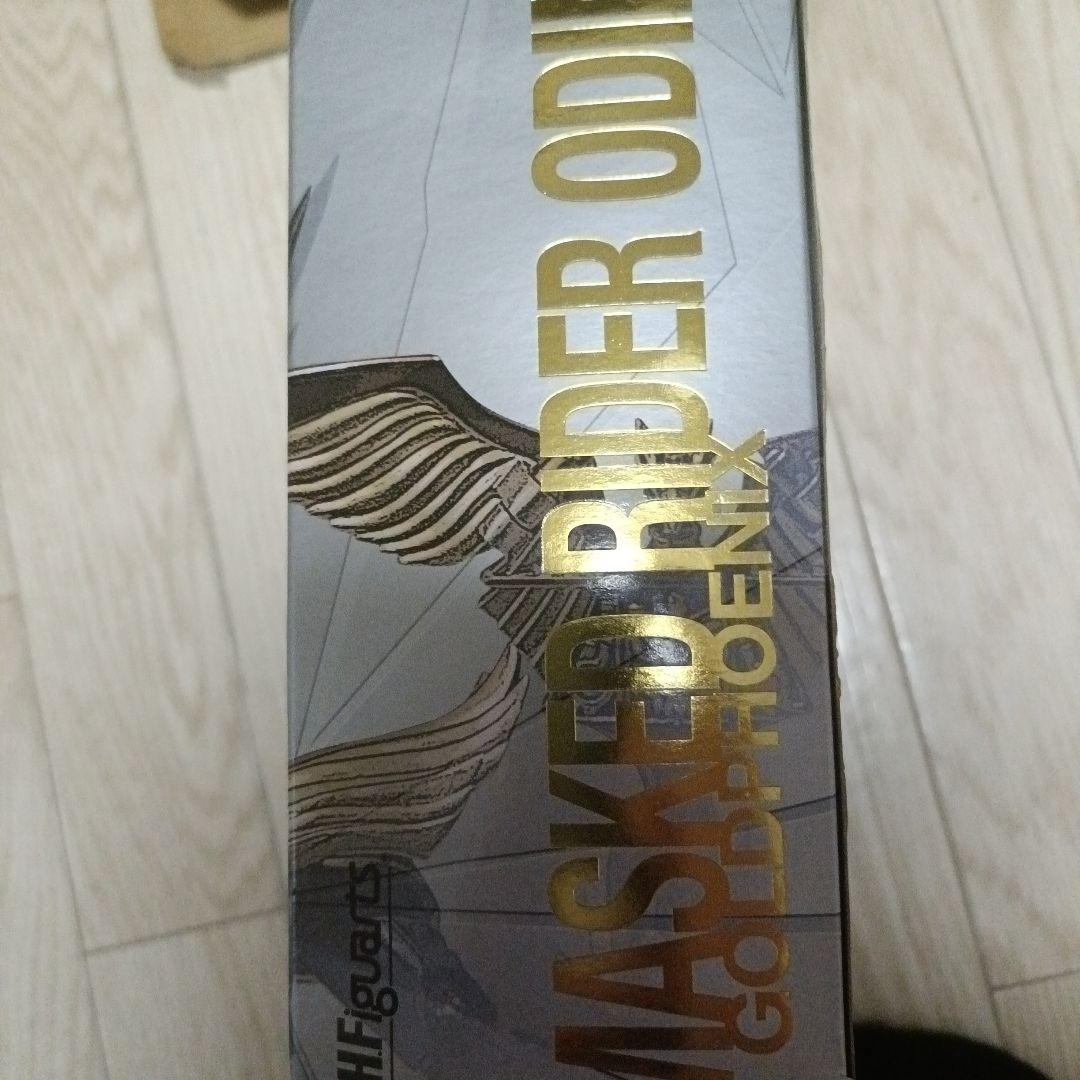 MASKED RIDER ODI
GOLDPHOENIX
H.Figuarts